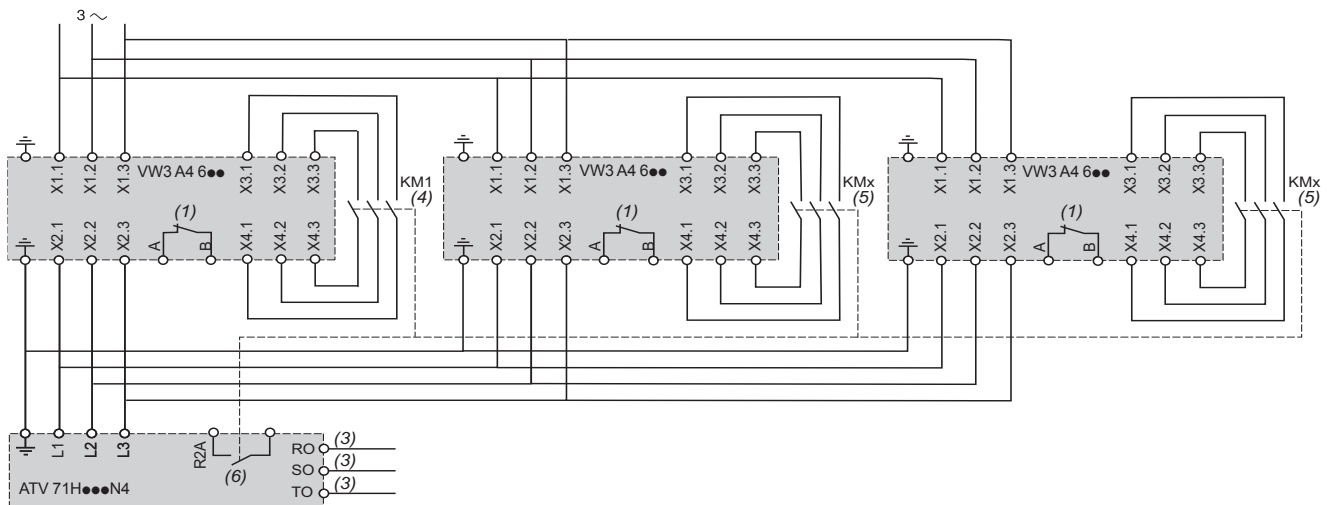 3 ~
X1.1 X1.2 X1.3 VW3 A4 6●● X3.1 X3.2 X3.3
KM1
(4)
X2.1 X2.2 X2.3 A (1) B X4.1 X4.2 X4.3
X1.1 X1.2 X1.3 VW3 A4 6●● X3.1 X3.2 X3.3
KMx
(5)
X2.1 X2.2 X2.3 A (1) B X4.1 X4.2 X4.3
X1.1 X1.2 X1.3 VW3 A4 6●● X3.1 X3.2 X3.3
KMx
(5)
X2.1 X2.2 X2.3 A (1) B X4.1 X4.2 X4.3
L1 L2 L3 R2A (6)
RO (3)
SO (3)
TO (3)
ATV 71H●●●N4